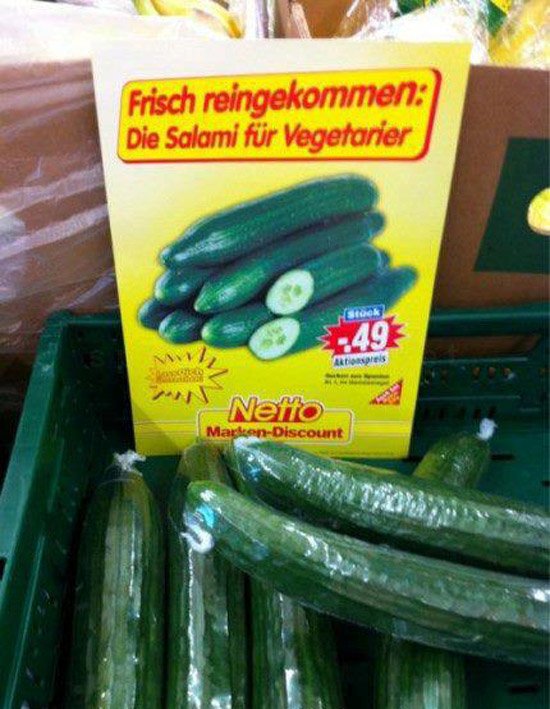 Frisch reingekommen:
Die Salami für Vegetarier
Stück
-.49
Aktionspreis
Netto
Marken-Discount